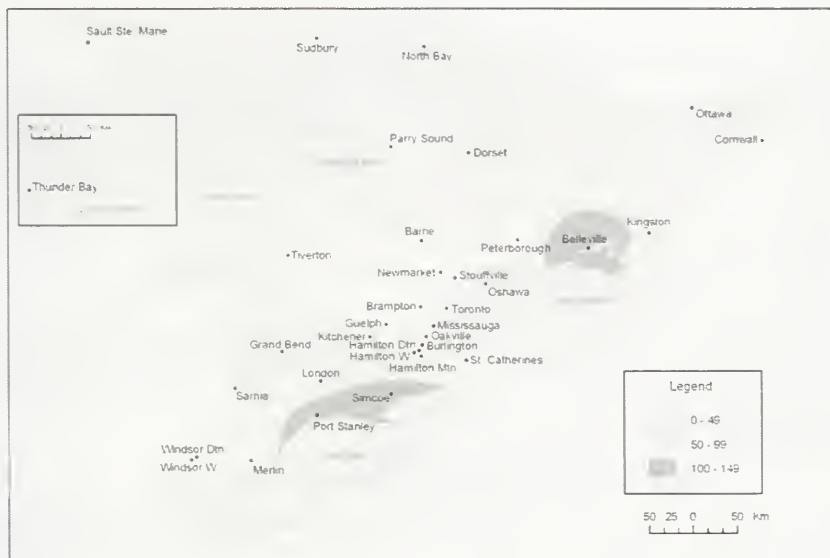 Sault Ste. Marie
Sudbury
North Bay
Ottawa
Cornwall
Parry Sound
Dorset
Thunder Bay
Kingston
Barrie
Peterborough
Belleville
Tiverton
Newmarket
Stouffville
Oshawa
Brampton
Toronto
Guelph
Mississauga
Kitchener
Oakville
Grand Bend
Hamilton Dtn
Burlington
Hamilton W
St. Catherines
Hamilton Mtn
London
Sarnia
Simcoe
Port Stanley
Windsor Dtn
Windsor W
Merlin
Legend
0 - 49
50 - 99
100 - 149
50 25 0 50 Km